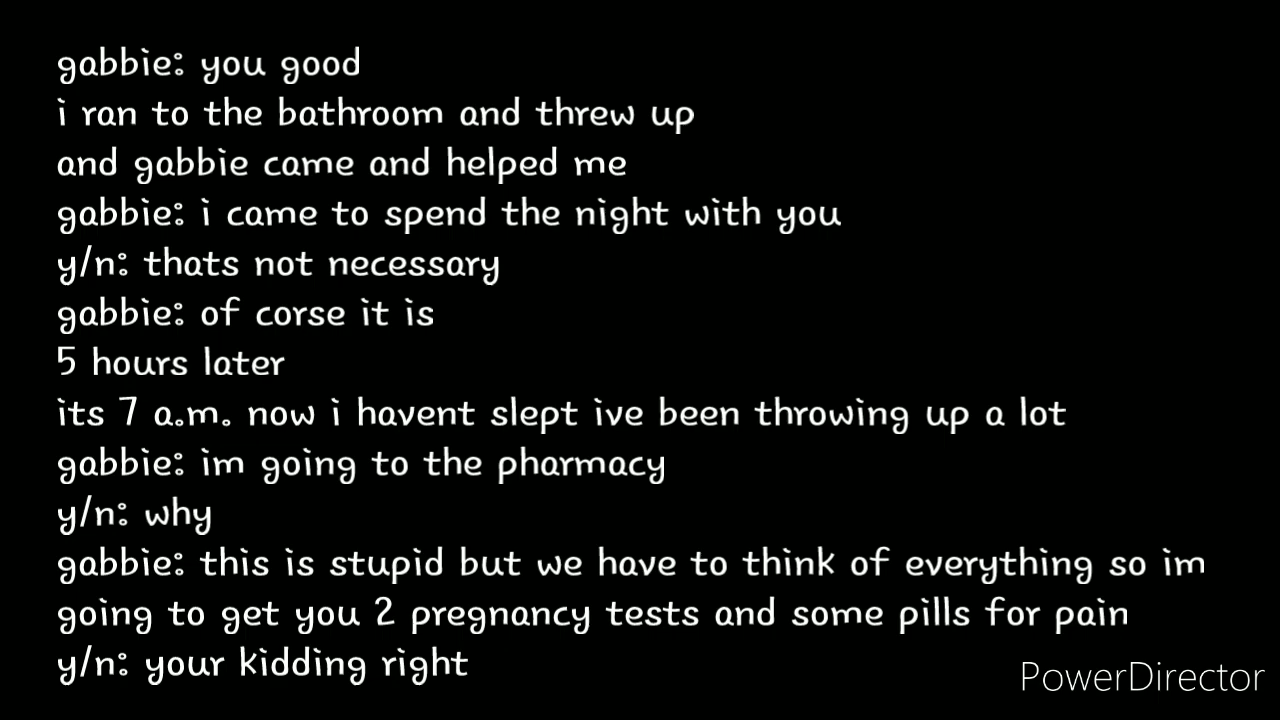 gabbie: you good
i ran to the bathroom and threw up
and gabbie came and helped me
gabbie: i came to spend the night with you
y/n: thats not necessary
gabbie: of corse it is
5 hours later
its 7 a.m. now i havent slept ive been throwing up a lot
gabbie: im going to the pharmacy
y/n: why
gabbie: this is stupid but we have to think of everything so im
going to get you 2 pregnancy tests and some pills for pain
y/n: your kidding right
PowerDirector